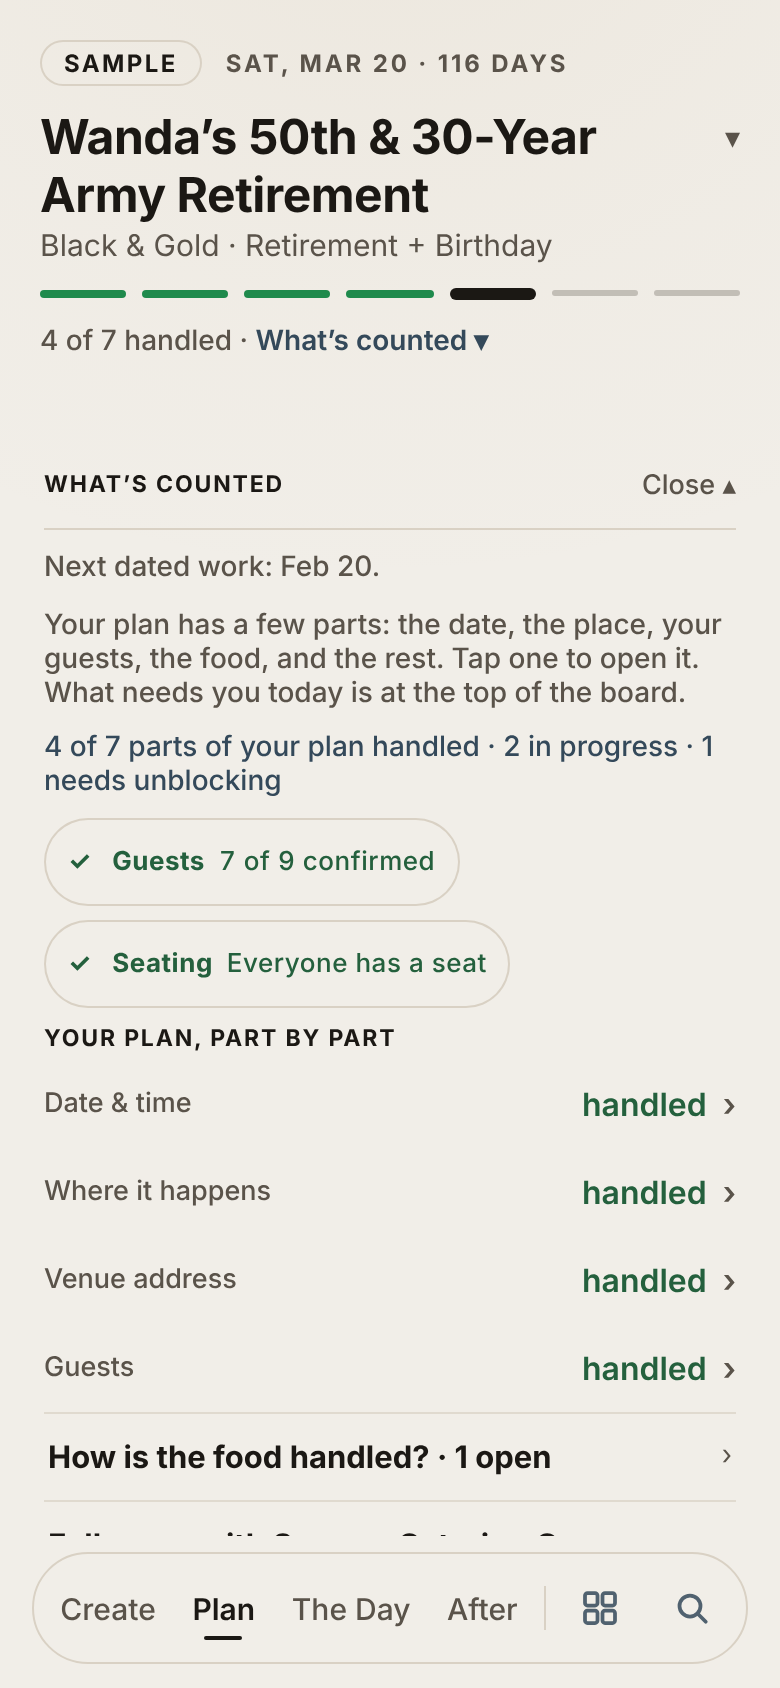 SAMPLE SAT, MAR 20 · 116 DAYS
Wanda’s 50th & 30-Year ▾
Army Retirement
Black & Gold · Retirement + Birthday
4 of 7 handled · What’s counted ▾
WHAT’S COUNTED Close ▴
Next dated work: Feb 20.
Your plan has a few parts: the date, the place, your
guests, the food, and the rest. Tap one to open it.
What needs you today is at the top of the board.
4 of 7 parts of your plan handled · 2 in progress · 1
needs unblocking
✓ Guests 7 of 9 confirmed
✓ Seating Everyone has a seat
YOUR PLAN, PART BY PART
Date & time handled ›
Where it happens handled ›
Venue address handled ›
Guests handled ›
How is the food handled? · 1 open ›
Create Plan The Day After